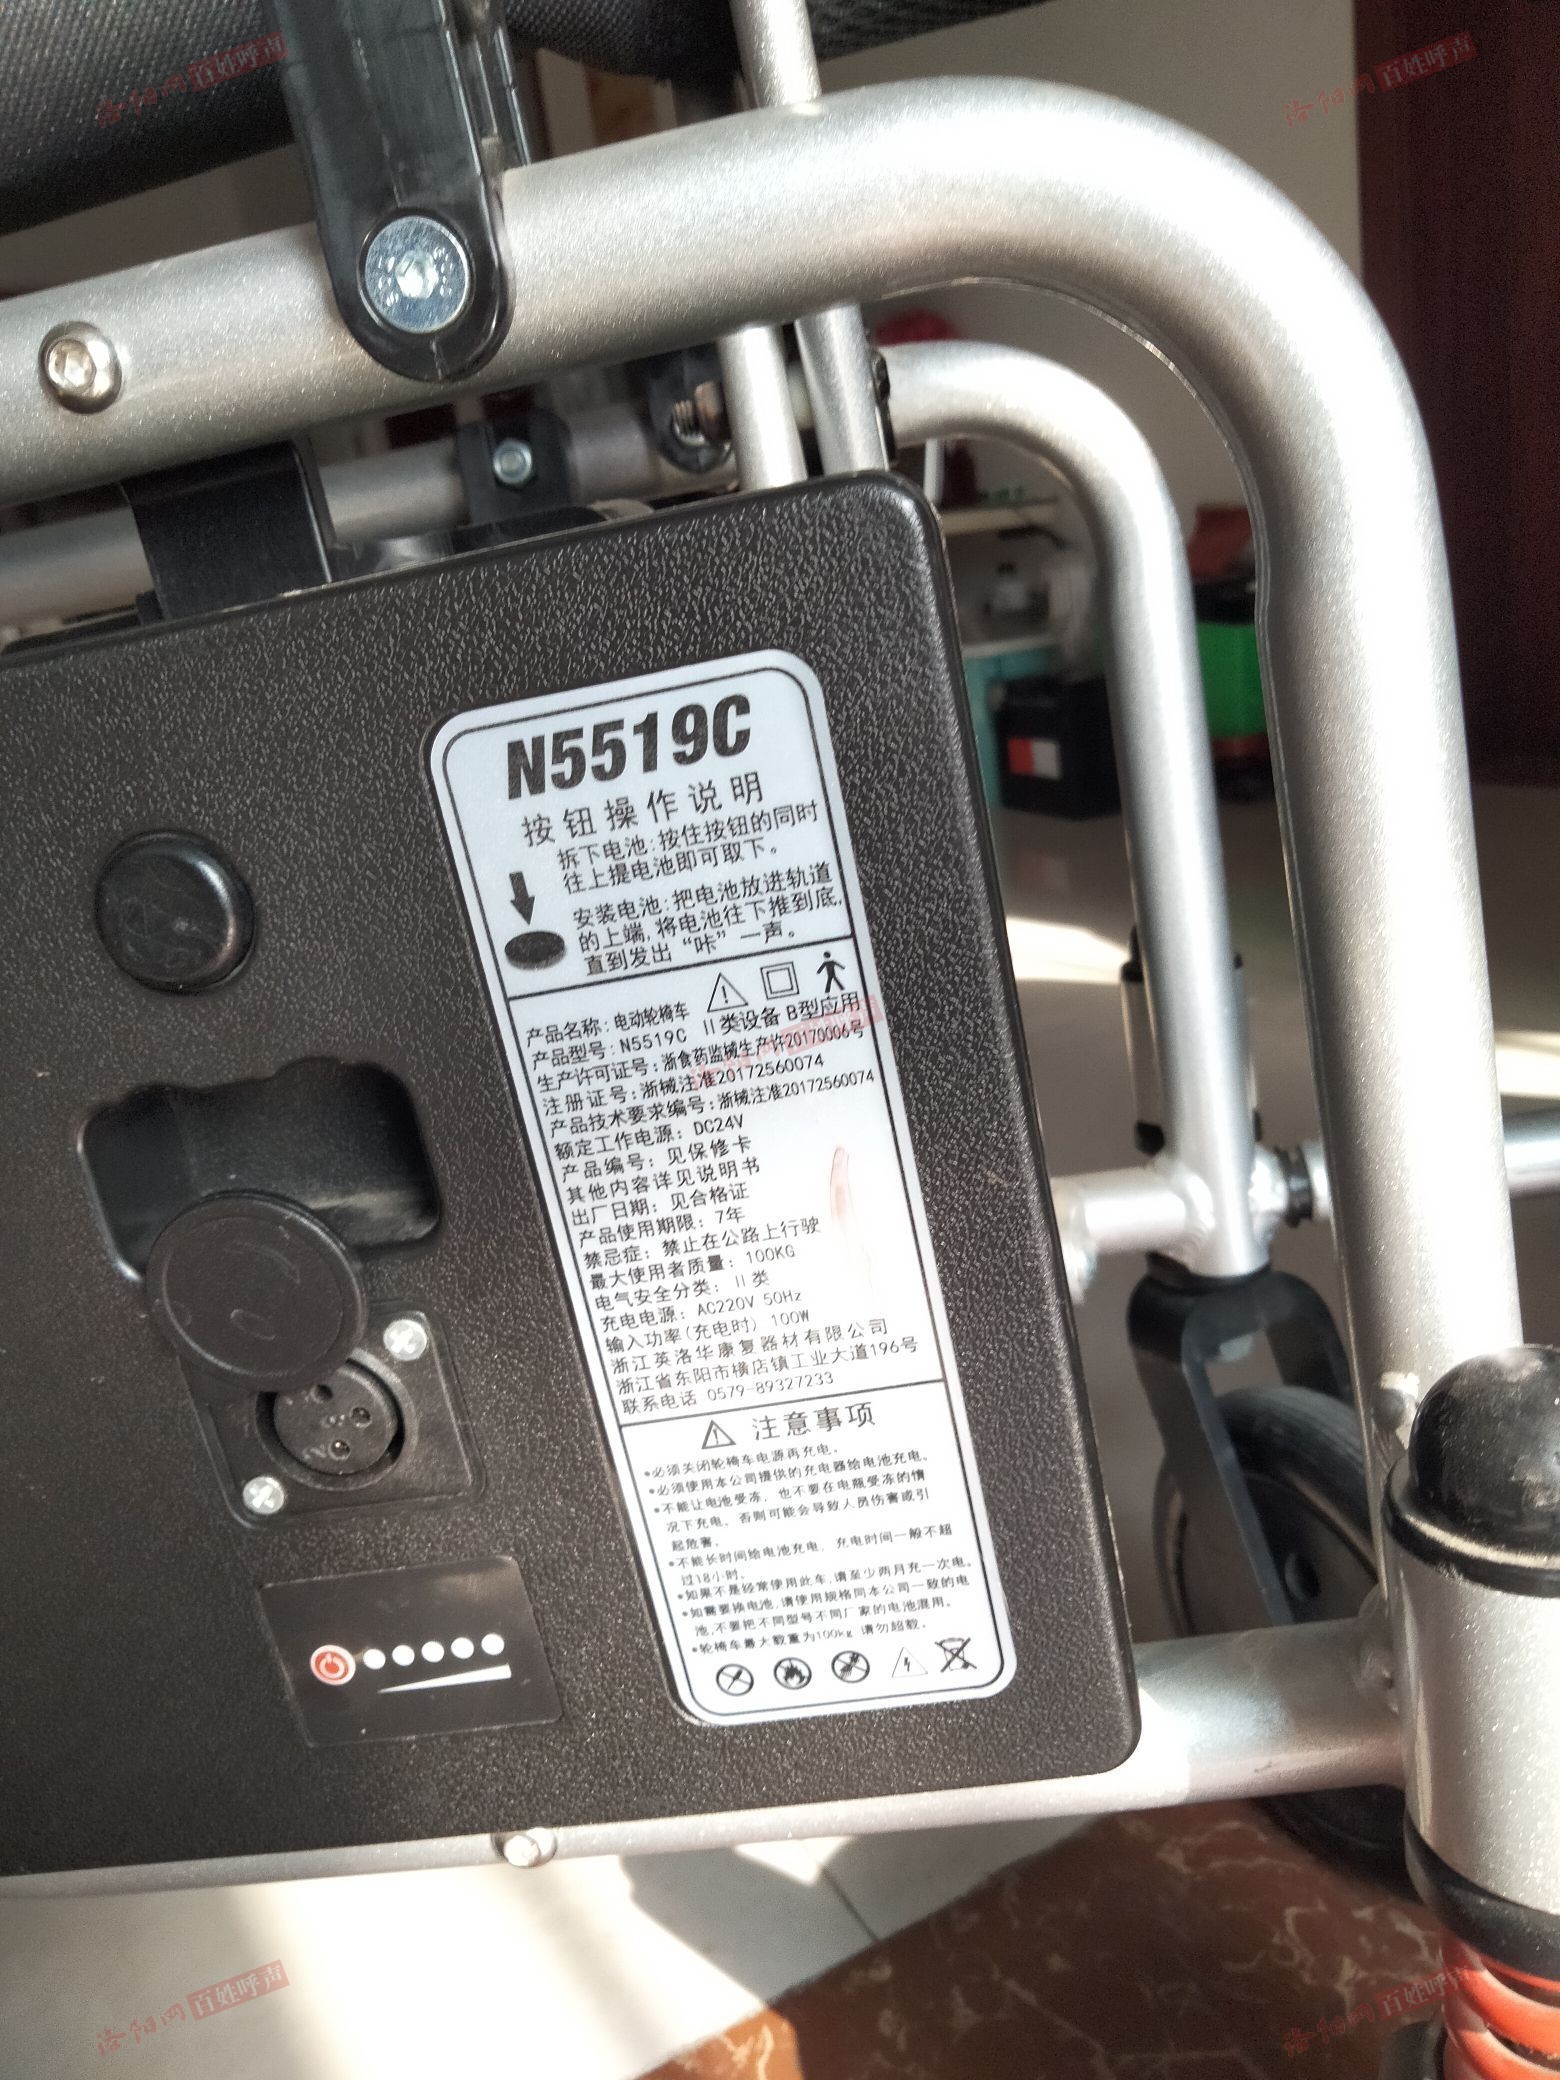 洛阳网 百姓呼声
洛阳网 百姓呼声
N5519C
按钮操作说明
拆下电池:按住按钮的同时
往上提电池即可取下。
安装电池:把电池放进轨道
的上端,将电池往下推到底,
直到发出“咔”一声。
产品名称:电动轮椅车
产品型号:N5519C II类设备 B型应用
生产许可证号:浙食药监械生产许20170006号
注册证号:浙械注准20172560074
产品技术要求编号:浙械注准20172560074
额定工作电源:DC24V
产品编号:见保修卡
其他内容详见说明书
出厂日期:见合格证
产品使用期限:7年
禁忌症:禁止在公路上行驶
最大使用者质量:100KG
电气安全分类:II类
充电电源:AC220V 50Hz
输入功率(充电时) 100W
浙江英洛华康复器材有限公司
浙江省东阳市横店镇工业大道196号
联系电话 0579-89327233
注意事项
•必须关闭轮椅车电源再充电。
•必须使用本公司提供的充电器给电池充电。
•不能让电池受冻,也不要在电瓶受冻的情
况下充电。否则可能会导致人员伤害或引
起危害。
•不能长时间给电池充电,充电时间一般不超
过18小时。
•如果不是经常使用此车,请至少两月充一次电。
•如需要换电池,请使用规格同本公司一致的电
池,不要把不同型号不同厂家的电池混用。
•轮椅车最大载重为100kg 请勿超载。
洛阳网 百姓呼声
洛阳网 百姓呼声